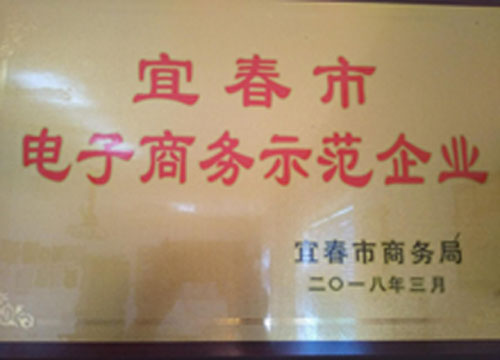 宜春市
电子商务示范企业
宜春市商务局
二〇一八年三月